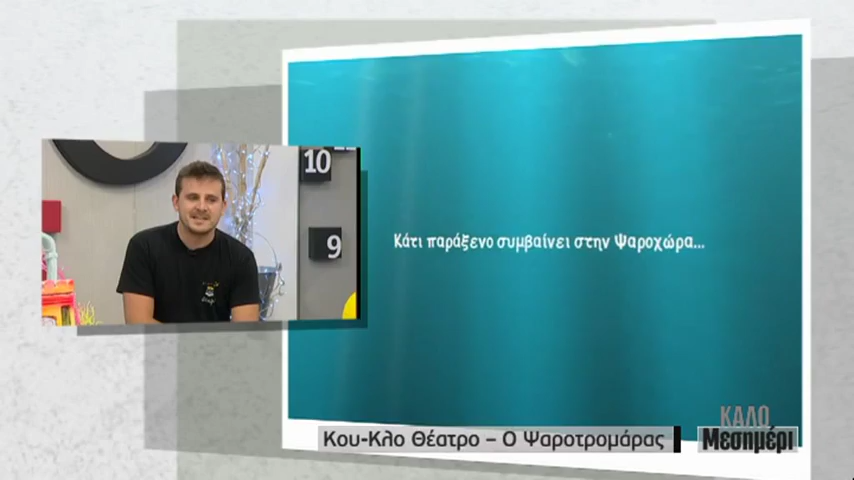 10
9
Κάτι παράξενο συμβαίνει στην Ψαροχώρα...
Κου-Κλο Θέατρο – Ο Ψαροτρομάρας
ΚΑΛΟ
Μεσημέρι